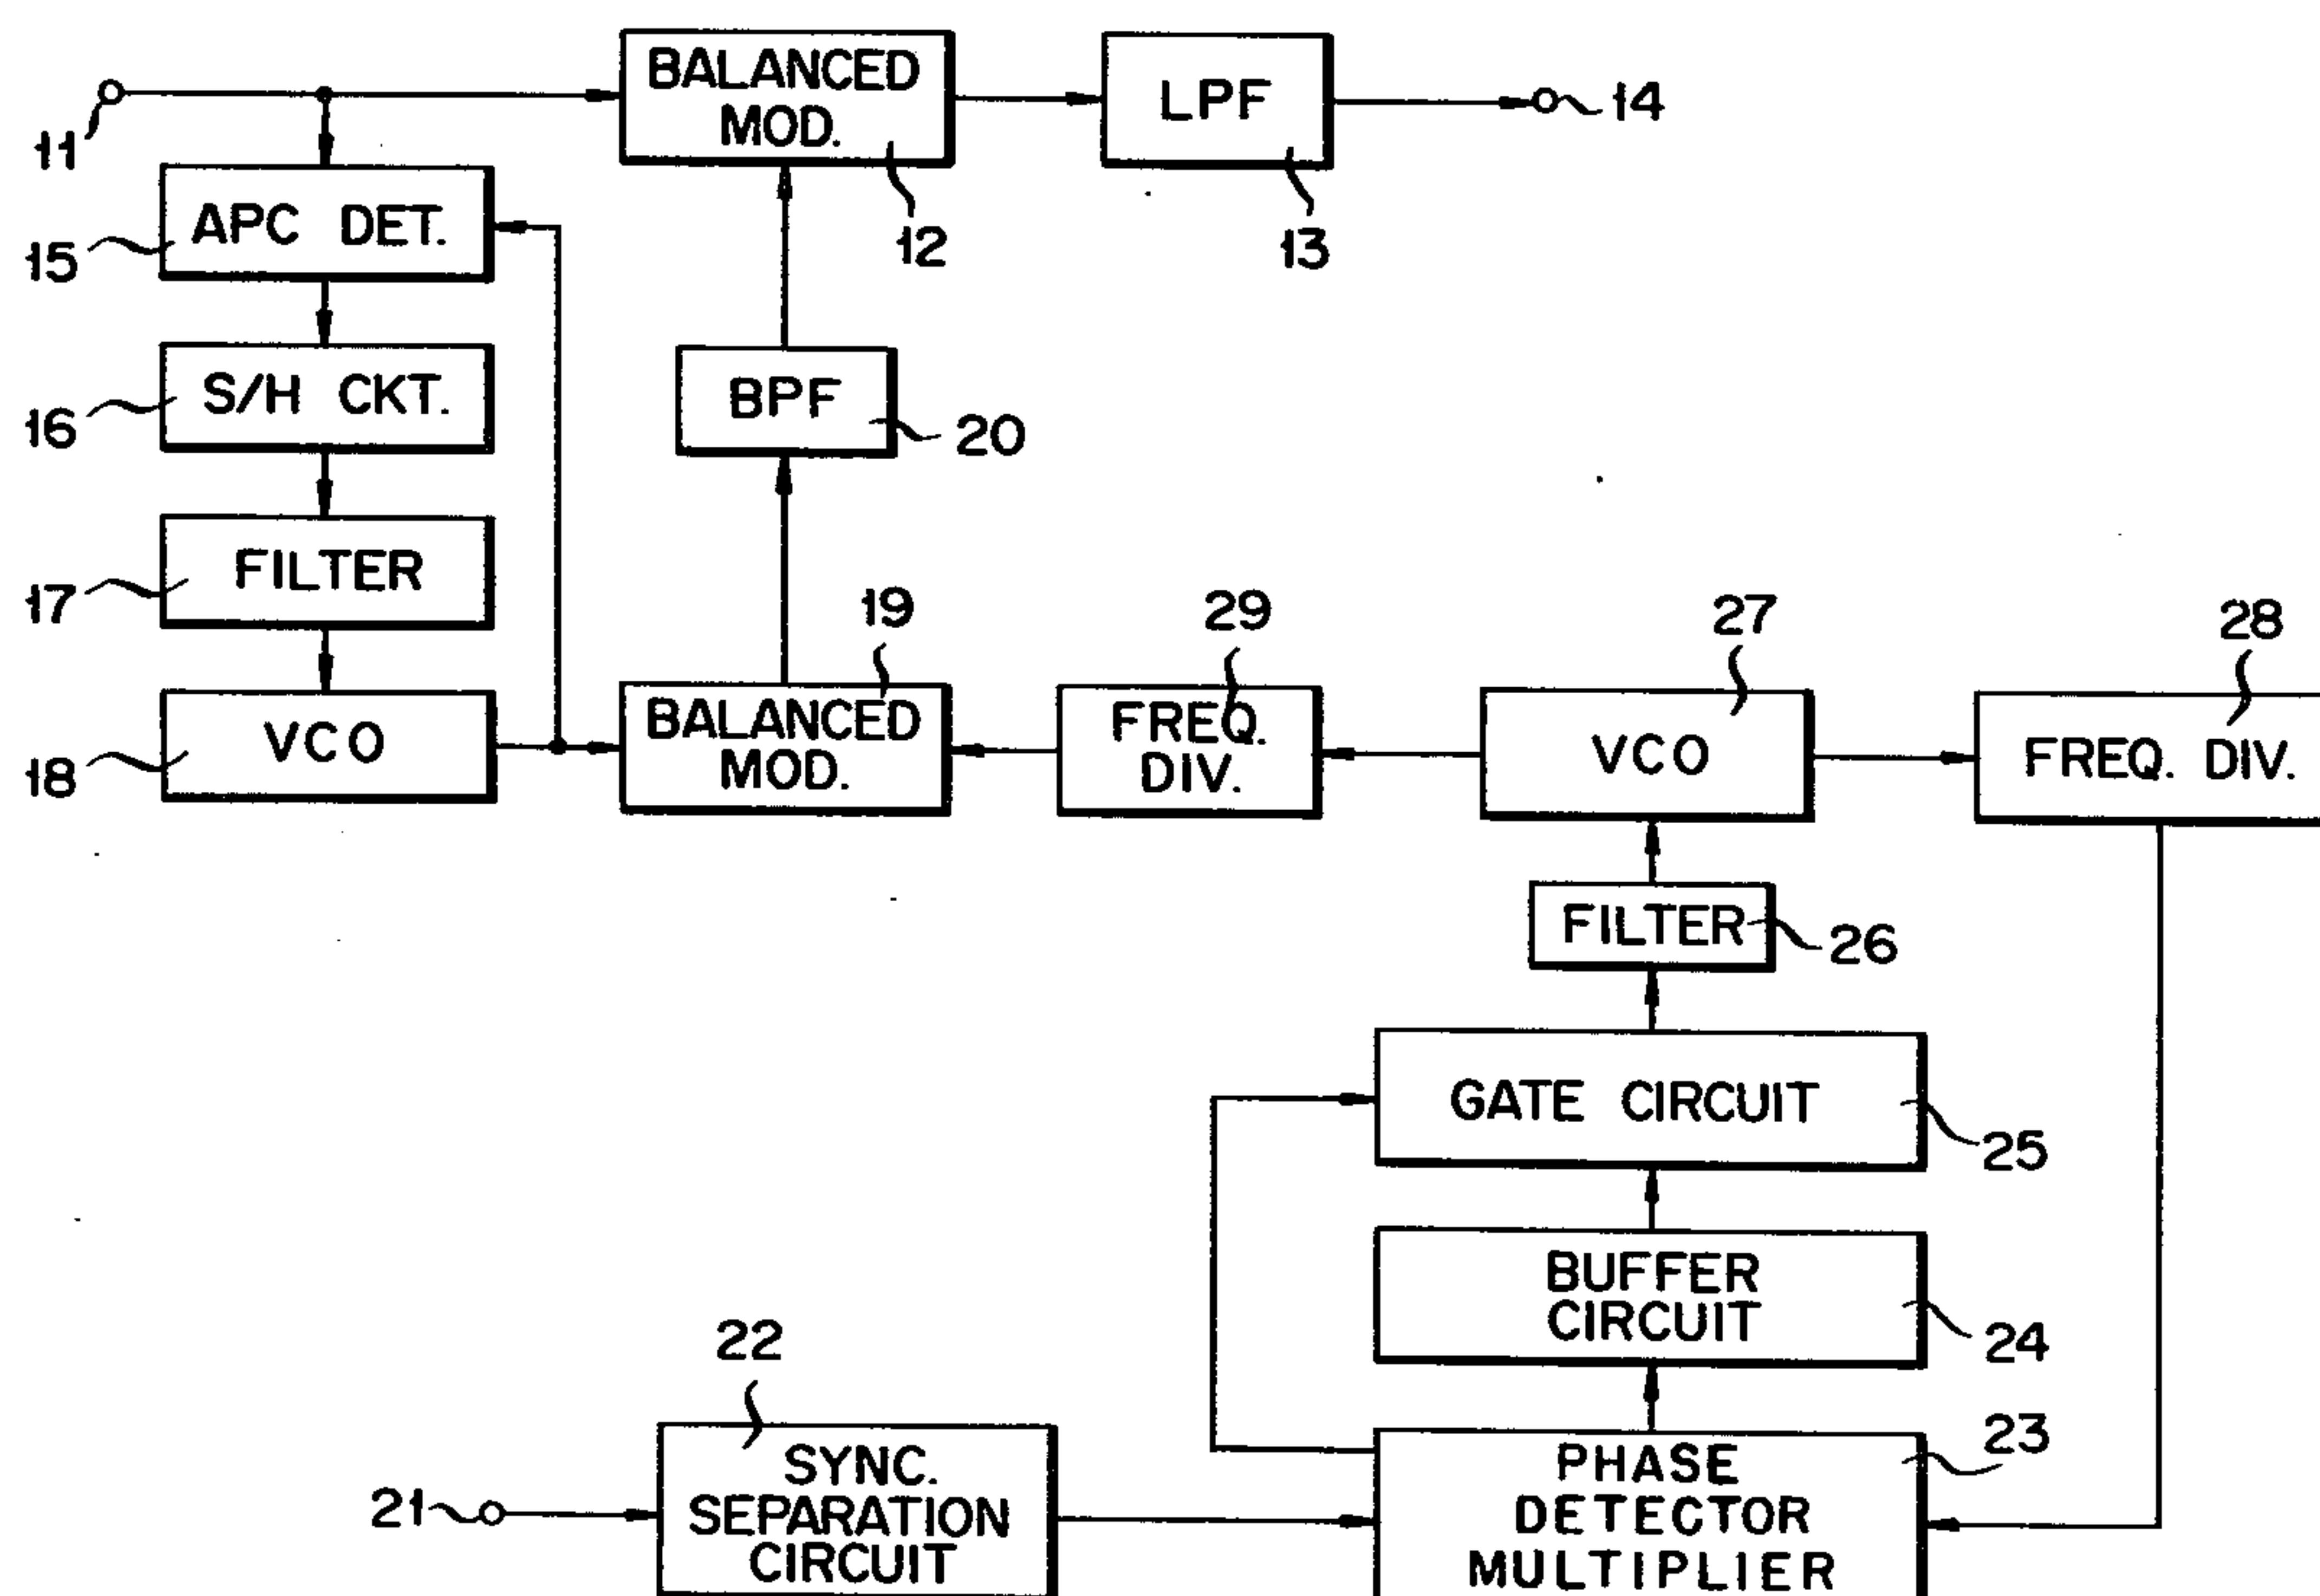 BALANCED
MOD.
LPF
14
11
APC DET.
15
12
13
S/H CKT.
16
BPF
20
FILTER
17
19
29
27
28
VCO
18
BALANCED
MOD.
FREQ.
DIV.
VCO
FREQ. DIV.
FILTER
26
GATE CIRCUIT
25
BUFFER
CIRCUIT
24
22
23
SYNC.
SEPARATION
CIRCUIT
21
PHASE
DETECTOR
MULTIPLIER